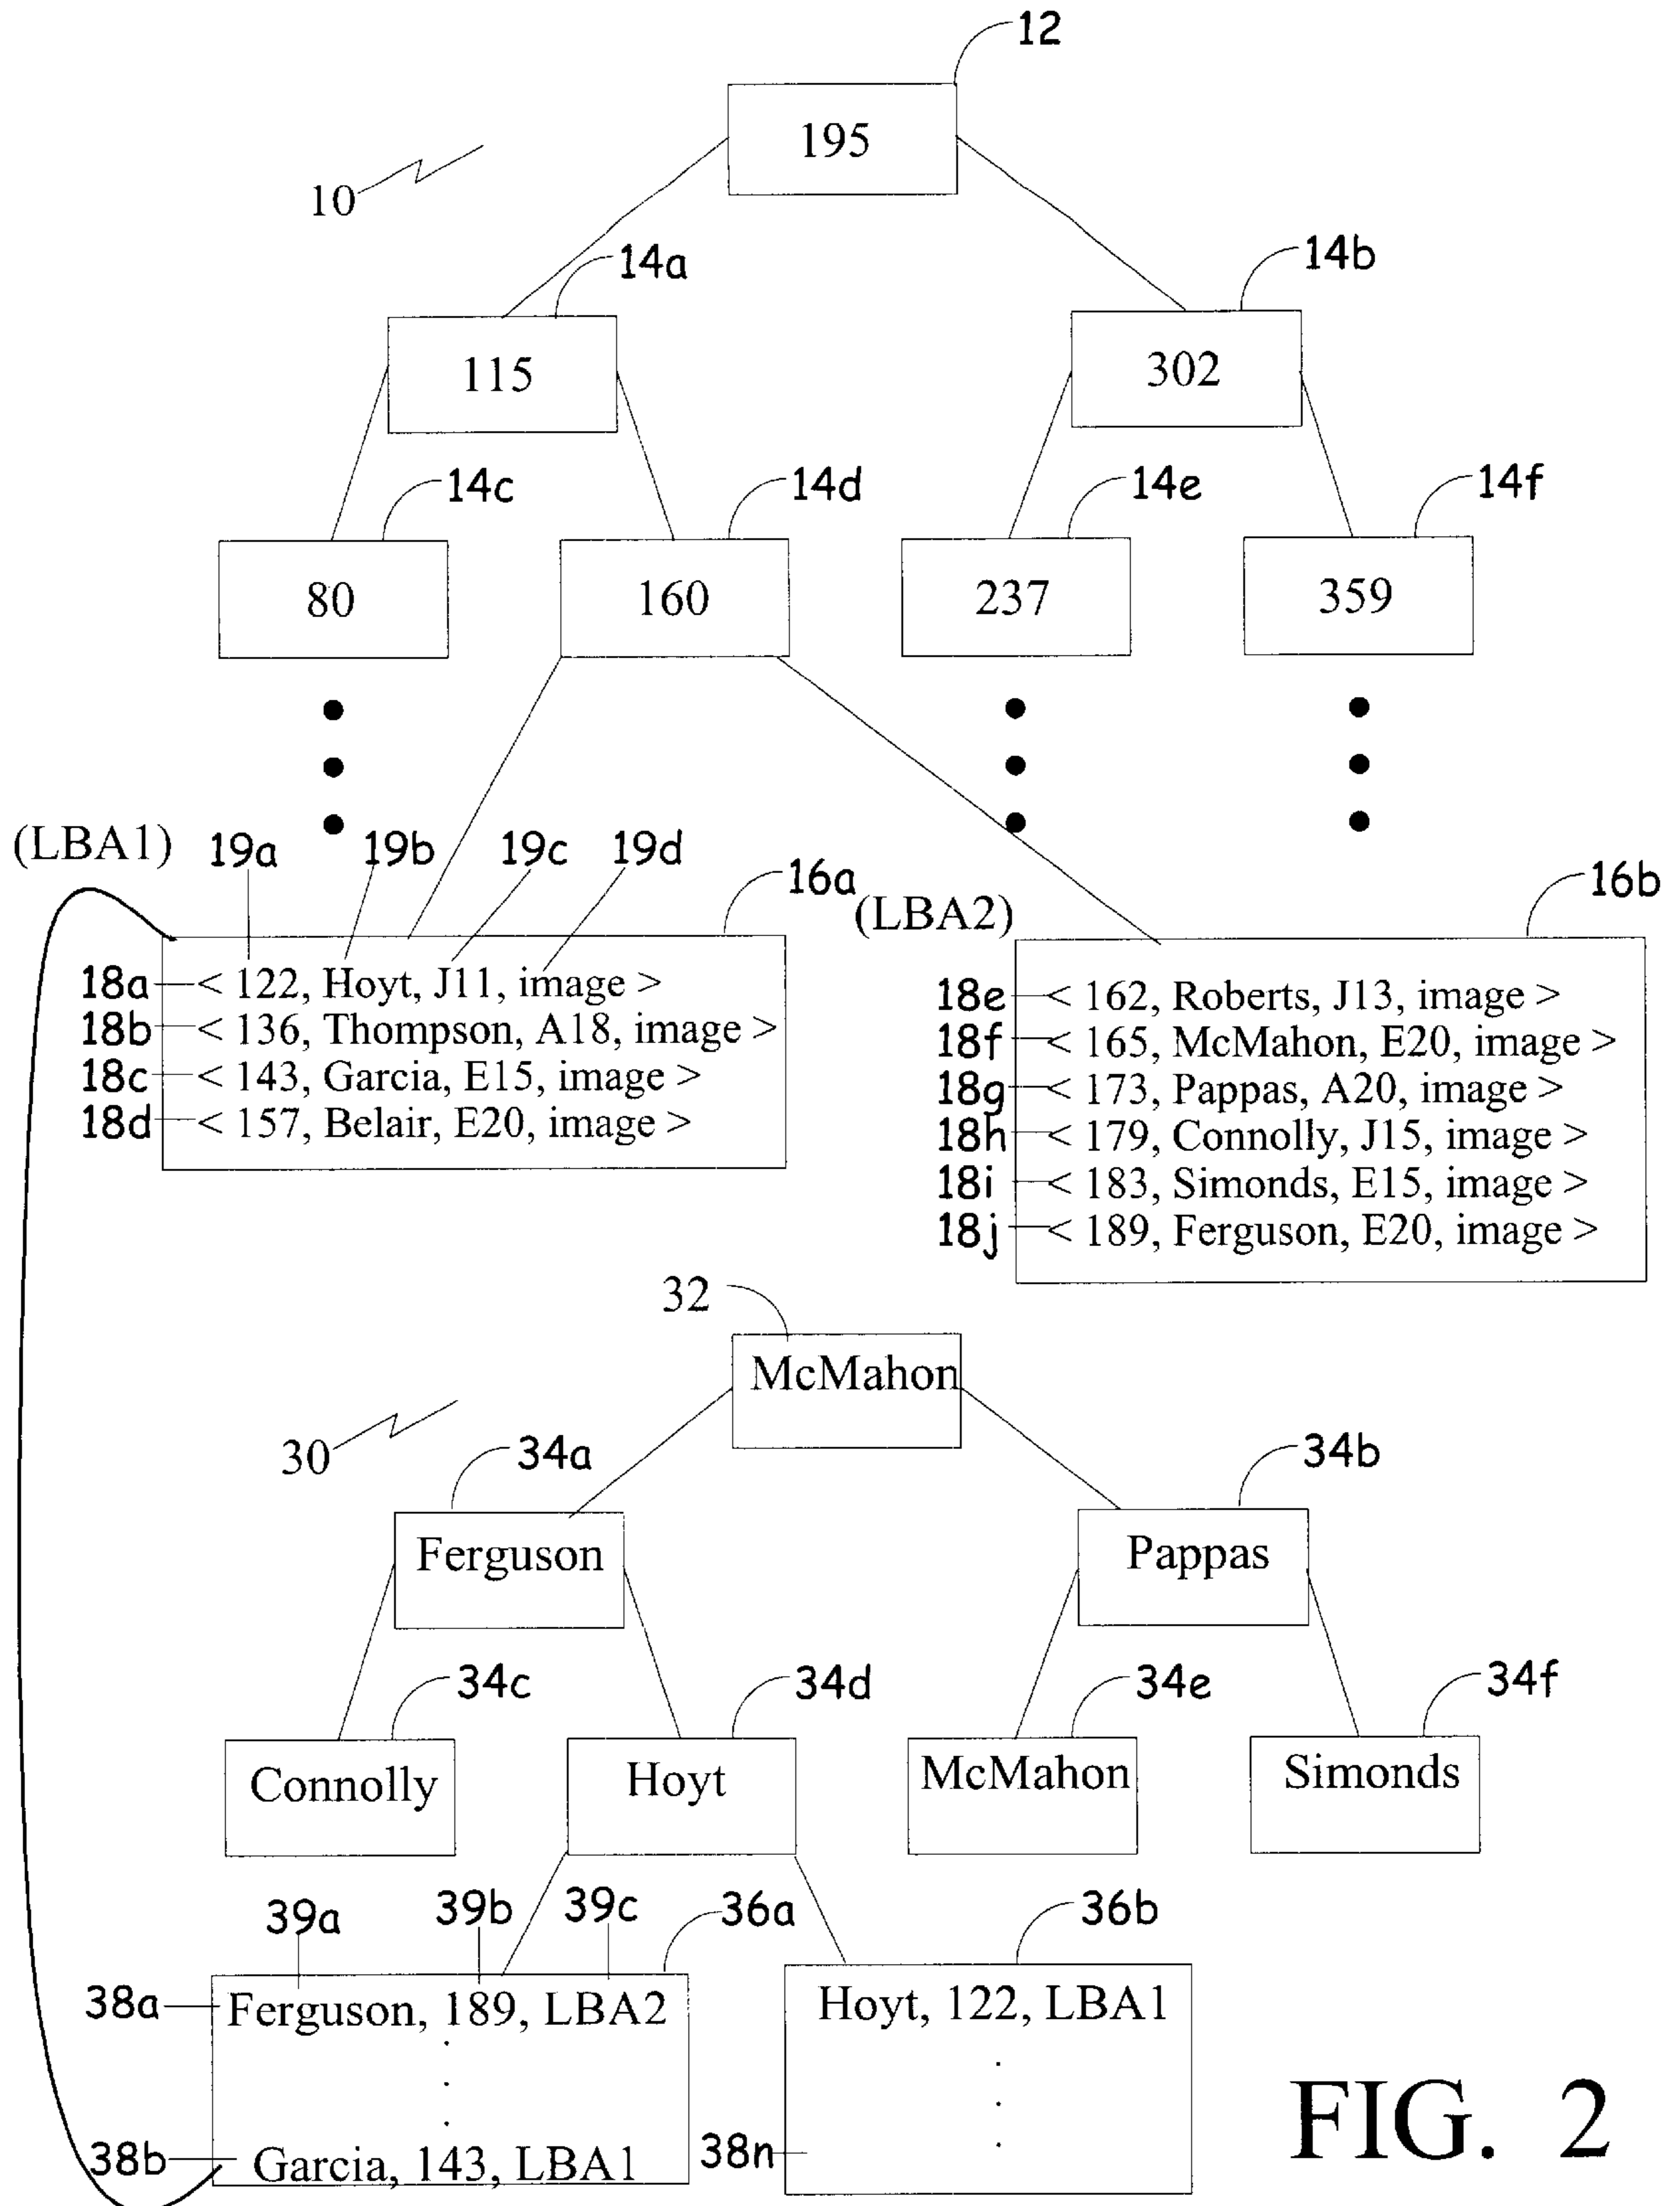 12
195
10
14a
14b
115
302
14c
14d
14e
14f
80
160
237
359
(LBA1)
19a
19b
19c
19d
16a
18a < 122, Hoyt, J11, image >
18b < 136, Thompson, A18, image >
18c < 143, Garcia, E15, image >
18d < 157, Belair, E20, image >
(LBA2)
16b
18e < 162, Roberts, J13, image >
18f < 165, McMahon, E20, image >
18g < 173, Pappas, A20, image >
18h < 179, Connolly, J15, image >
18i < 183, Simonds, E15, image >
18j < 189, Ferguson, E20, image >
32
McMahon
30
34a
34b
Ferguson
Pappas
34c
34d
34e
34f
Connolly
Hoyt
McMahon
Simonds
39a
39b
39c
36a
36b
38a Ferguson, 189, LBA2
38b Garcia, 143, LBA1
Hoyt, 122, LBA1
38n
FIG. 2